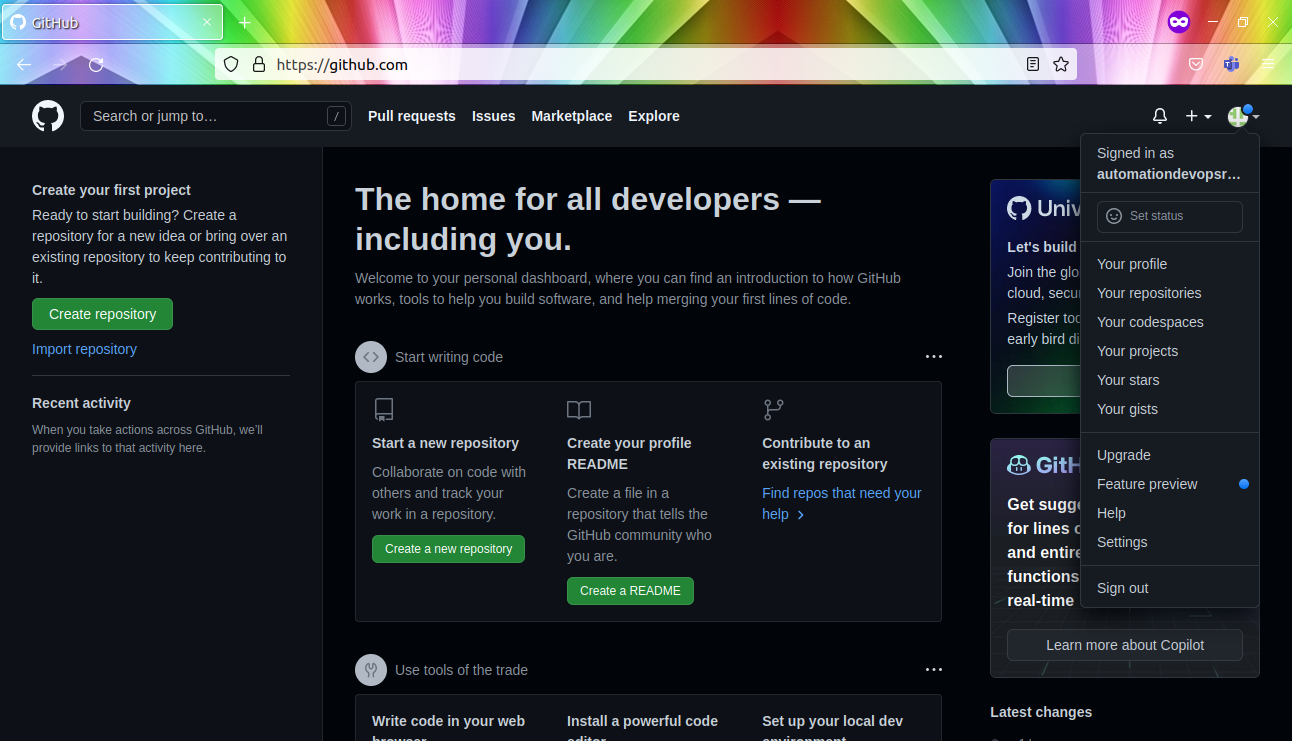 GitHub
https://github.com
Search or jump to…
/
Pull requests
Issues
Marketplace
Explore
Create your first project
Ready to start building? Create a
repository for a new idea or bring over an
existing repository to keep contributing to
it.
Create repository
Import repository
Recent activity
When you take actions across GitHub, we’ll
provide links to that activity here.
The home for all developers —
including you.
Welcome to your personal dashboard, where you can find an introduction to how GitHub
works, tools to help you build software, and help merging your first lines of code.
Start writing code
Start a new repository
Collaborate on code with
others and track your
work in a repository.
Create a new repository
Create your profile
README
Create a file in a
repository that tells the
GitHub community who
you are.
Create a README
Contribute to an
existing repository
Find repos that need your
help
Use tools of the trade
Write code in your web
browser
Install a powerful code
editor
Set up your local dev
environment
Let's build
Join the
cloud,
Register
early bird
Get
for lines
and
functions
real-time
Learn more about Copilot
Latest changes
Signed in as
automationdevopsr…
Set status
Your profile
Your repositories
Your codespaces
Your projects
Your stars
Your gists
Upgrade
Feature preview
Help
Settings
Sign out